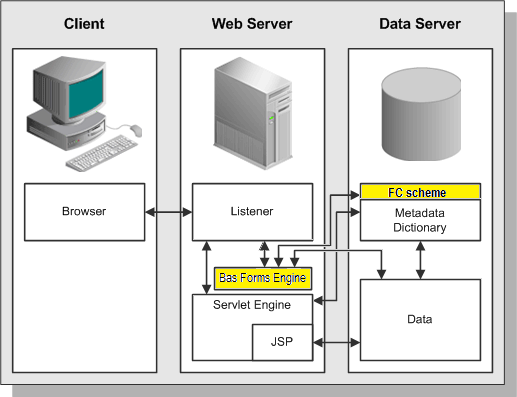 Client
Web Server
Data Server
FC scheme
Browser
Listener
Metadata
Dictionary
Bas Forms Engine
Servlet Engine
JSP
Data